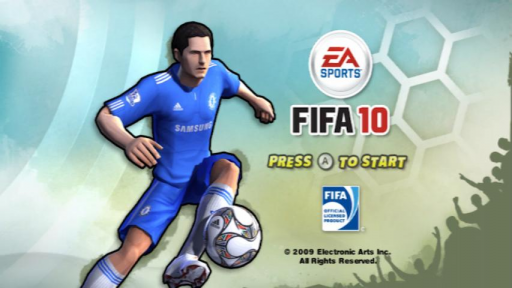 EA
SPORTS
FIFA 10
PRESS A TO START
SAMSUNG
FIFA
OFFICIAL
LICENSED
PRODUCT
© 2009 Electronic Arts Inc.
All Rights Reserved.